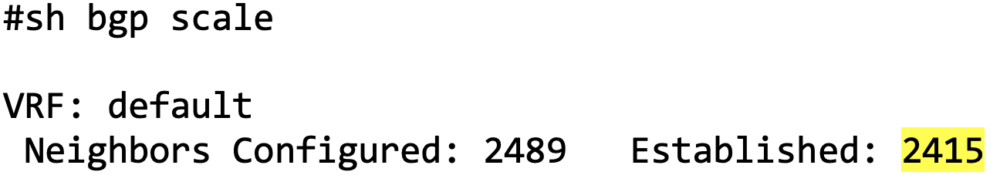 #sh bgp scale
VRF: default
Neighbors Configured: 2489 Established: 2415